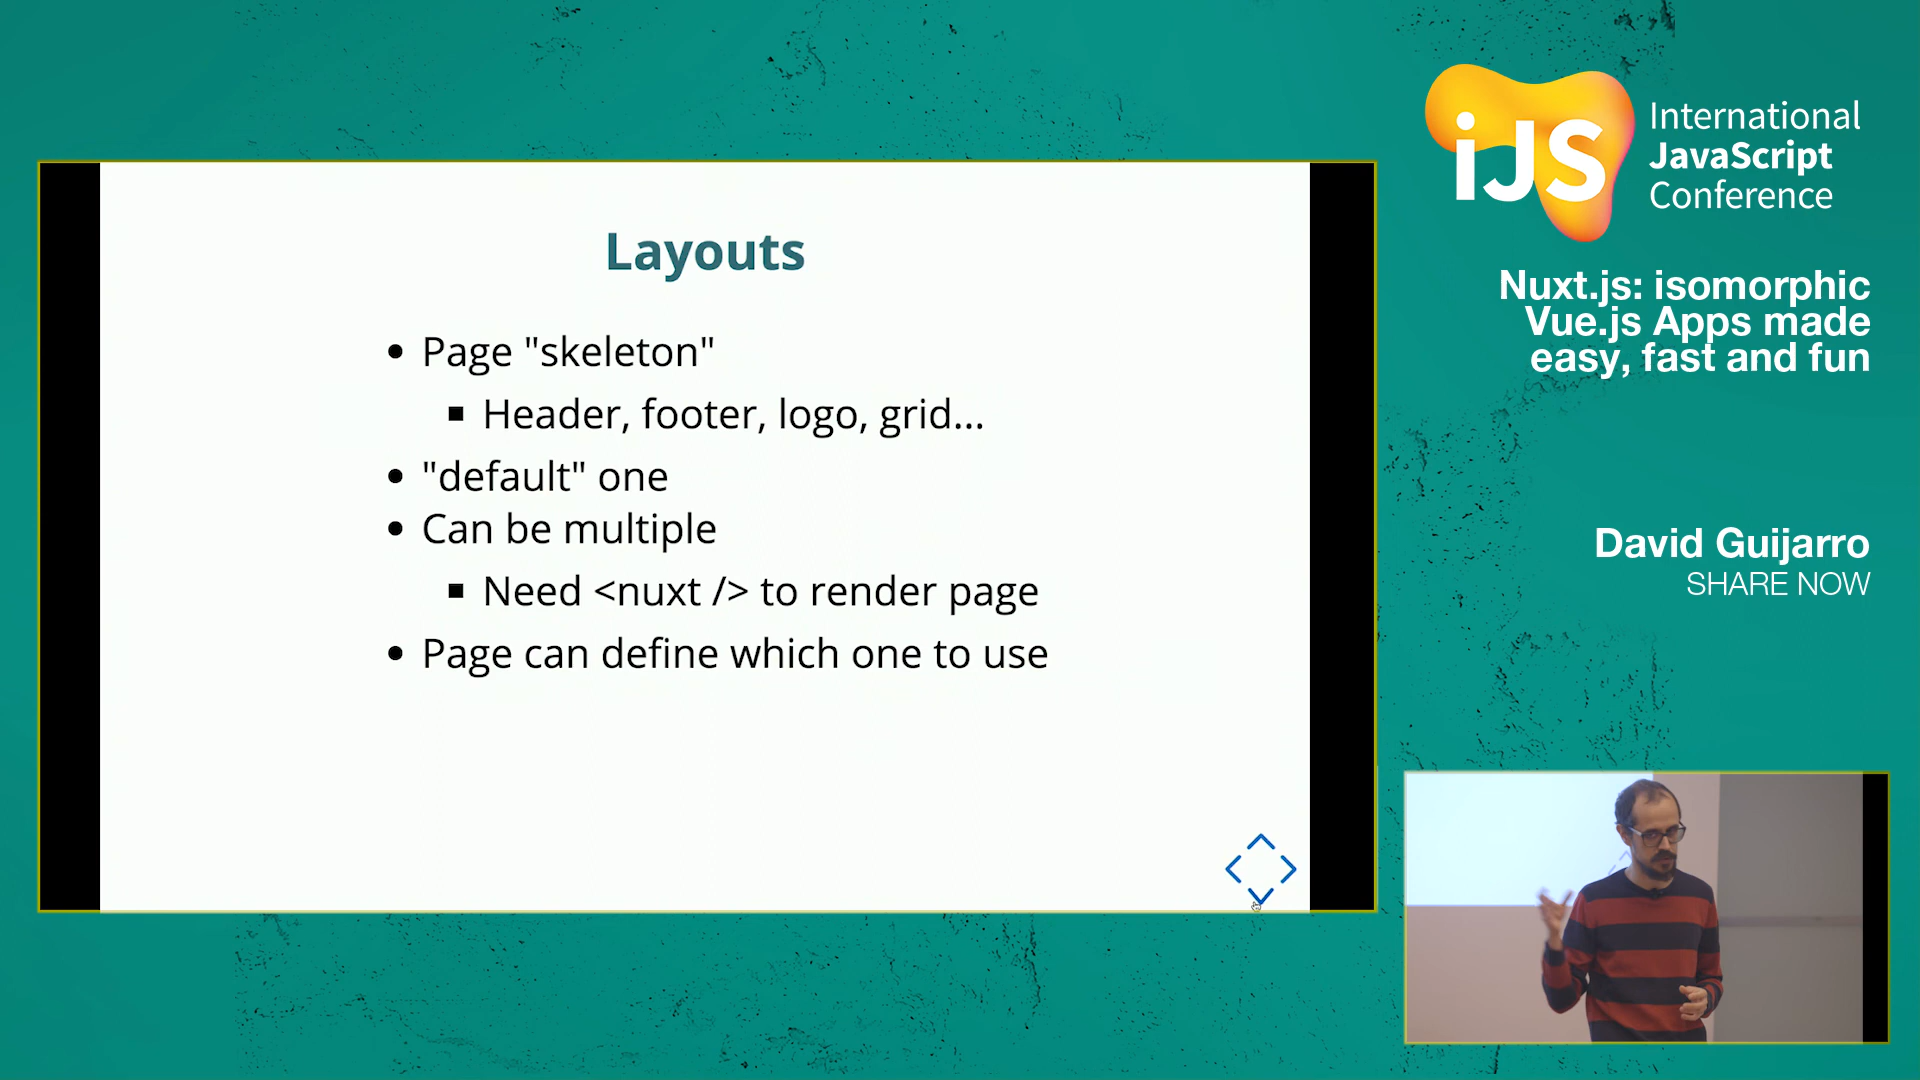 Layouts
Page "skeleton"
Header, footer, logo, grid...
"default" one
Can be multiple
Need <nuxt /> to render page
Page can define which one to use
iJS
International
JavaScript
Conference
Nuxt.js: isomorphic
Vue.js Apps made
easy, fast and fun
David Guijarro
SHARE NOW